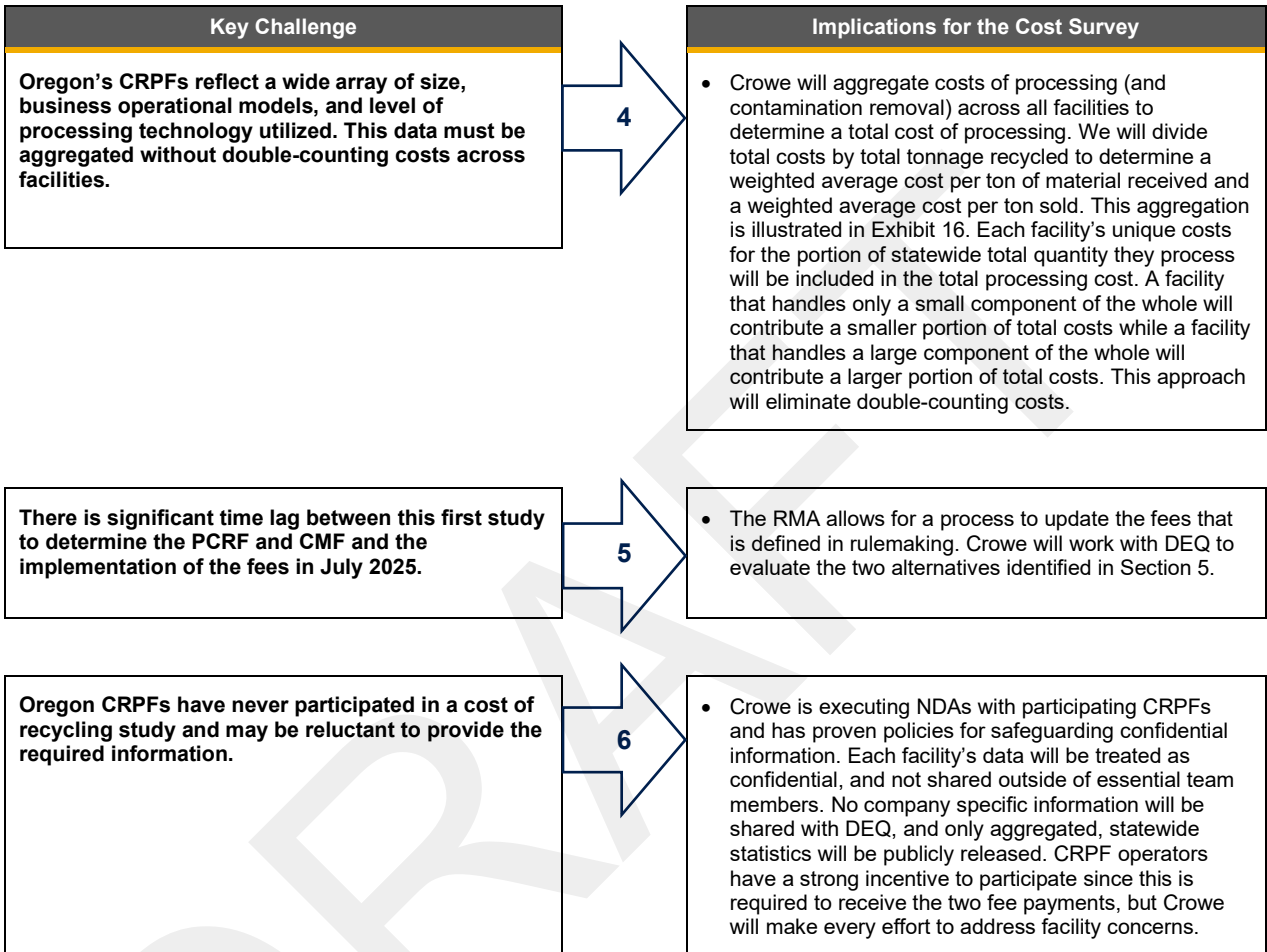 Key Challenge
Implications for the Cost Survey
Oregon's CRPFs reflect a wide array of size,
business operational models, and level of
processing technology utilized. This data must be
aggregated without double-counting costs across
facilities.
4
• Crowe will aggregate costs of processing (and
contamination removal) across all facilities to
determine a total cost of processing. We will divide
total costs by total tonnage recycled to determine a
weighted average cost per ton of material received and
a weighted average cost per ton sold. This aggregation
is illustrated in Exhibit 16. Each facility's unique costs
for the portion of statewide total quantity they process
will be included in the total processing cost. A facility
that handles only a small component of the whole will
contribute a smaller portion of total costs while a facility
that handles a large component of the whole will
contribute a larger portion of total costs. This approach
will eliminate double-counting costs.
There is significant time lag between this first study
to determine the PCRF and CMF and the
implementation of the fees in July 2025.
5
• The RMA allows for a process to update the fees that
is defined in rulemaking. Crowe will work with DEQ to
evaluate the two alternatives identified in Section 5.
Oregon CRPFs have never participated in a cost of
recycling study and may be reluctant to provide the
required information.
6
• Crowe is executing NDAs with participating CRPFs
and has proven policies for safeguarding confidential
information. Each facility's data will be treated as
confidential, and not shared outside of essential team
members. No company specific information will be
shared with DEQ, and only aggregated, statewide
statistics will be publicly released. CRPF operators
have a strong incentive to participate since this is
required to receive the two fee payments, but Crowe
will make every effort to address facility concerns.
DRAFT